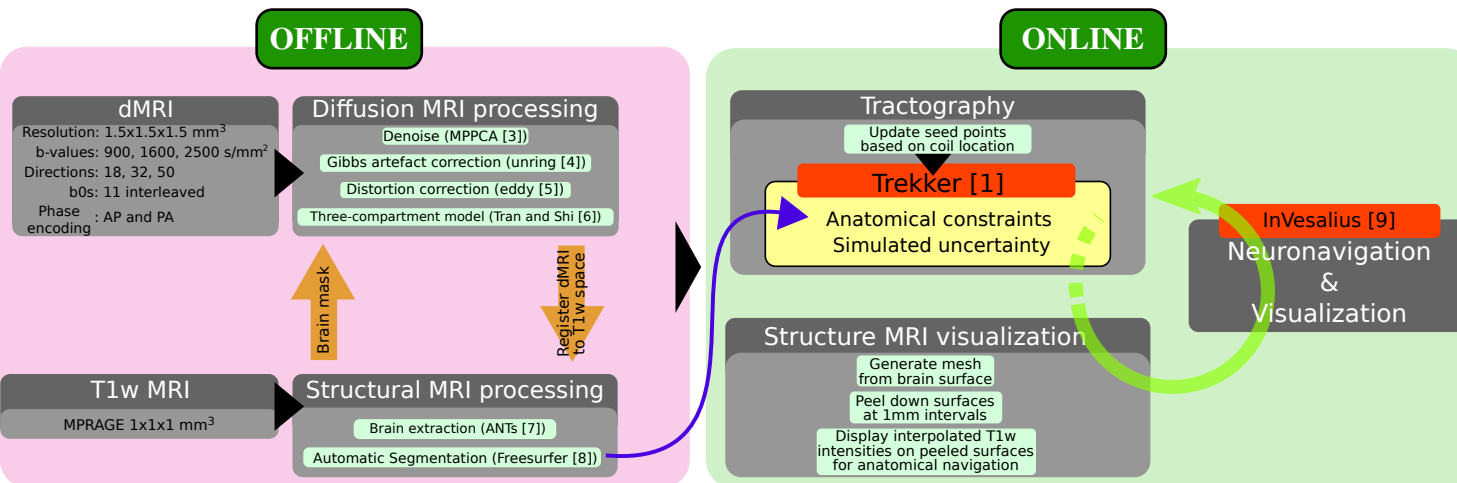 OFFLINE
dMRI
Resolution: 1.5x1.5x1.5 mm³
b-values: 900, 1600, 2500 s/mm²
Directions: 18, 32, 50
b0s: 11 interleaved
Phase
encoding : AP and PA
Diffusion MRI processing
Denoise (MPPCA [3])
Gibbs artefact correction (unring [4])
Distortion correction (eddy [5])
Three-compartment model (Tran and Shi [6])
Brain mask
Register dMRI
to T1w space
T1w MRI
MPRAGE 1x1x1 mm³
Structural MRI processing
Brain extraction (ANTs [7])
Automatic Segmentation (Freesurfer [8])
ONLINE
Tractography
Update seed points
based on coil location
Trekker [1]
Anatomical constraints
Simulated uncertainty
Structure MRI visualization
Generate mesh
from brain surface
Peel down surfaces
at 1mm intervals
Display interpolated T1w
intensities on peeled surfaces
for anatomical navigation
InVesalius [9]
Neuronavigation
&
Visualization